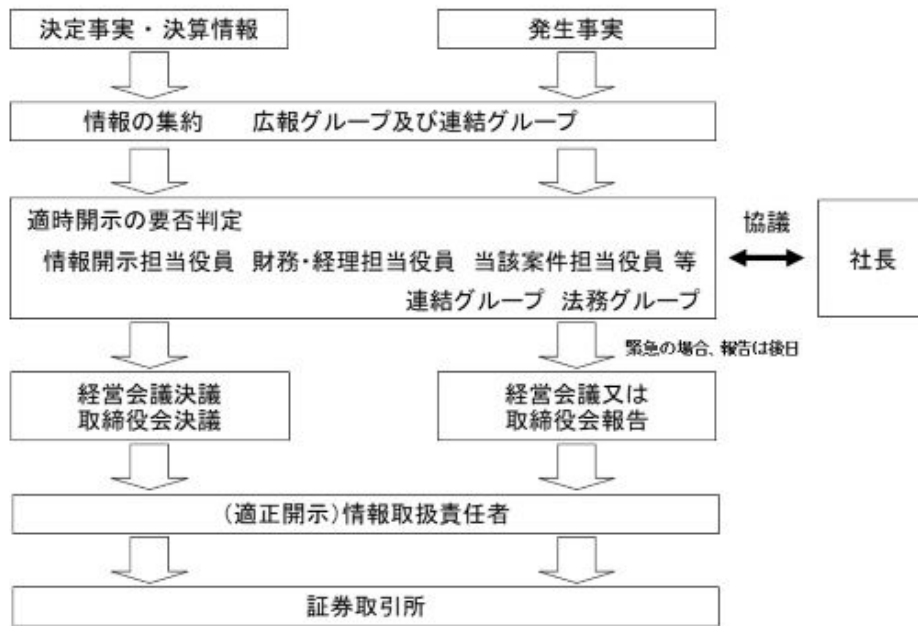 決定事実・決算情報
発生事実
情報の集約　広報グループ及び連結グループ
適時開示の要否判定
情報開示担当役員　財務・経理担当役員　当該案件担当役員 等
連結グループ　法務グループ
協議
社長
緊急の場合、報告は後日
経営会議決議
取締役会決議
経営会議又は
取締役会報告
（適正開示）情報取扱責任者
証券取引所